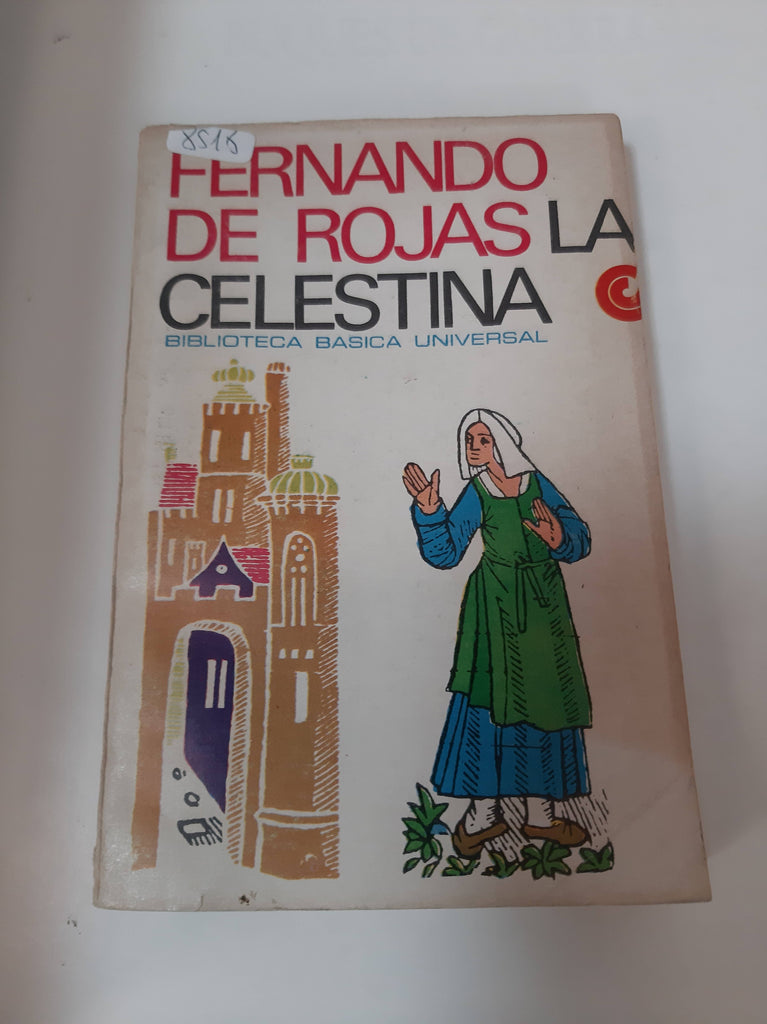 FERNANDO
DE ROJAS LA
CELESTINA
BIBLIOTECA BASICA UNIVERSAL